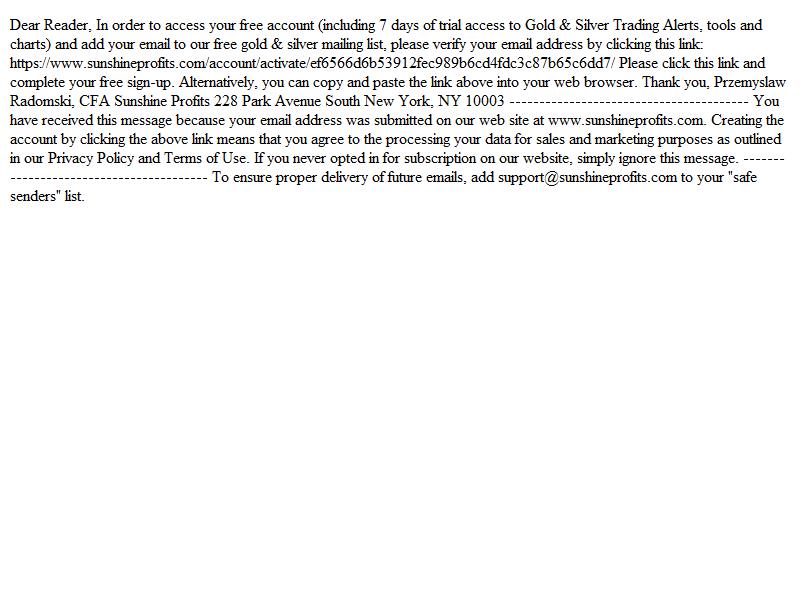 Dear Reader, In order to access your free account (including 7 days of trial access to Gold & Silver Trading Alerts, tools and
charts) and add your email to our free gold & silver mailing list, please verify your email address by clicking this link:
https://www.sunshineprofits.com/account/activate/ef6566d6b53912fec989b6cd4fdc3c87b65c6dd7/ Please click this link and
complete your free sign-up. Alternatively, you can copy and paste the link above into your web browser. Thank you, Przemyslaw
Radomski, CFA Sunshine Profits 228 Park Avenue South New York, NY 10003 ---------------------------------------- You
have received this message because your email address was submitted on our web site at www.sunshineprofits.com. Creating the
account by clicking the above link means that you agree to the processing your data for sales and marketing purposes as outlined
in our Privacy Policy and Terms of Use. If you never opted in for subscription on our website, simply ignore this message. -------
--------------------------------- To ensure proper delivery of future emails, add support@sunshineprofits.com to your "safe
senders" list.